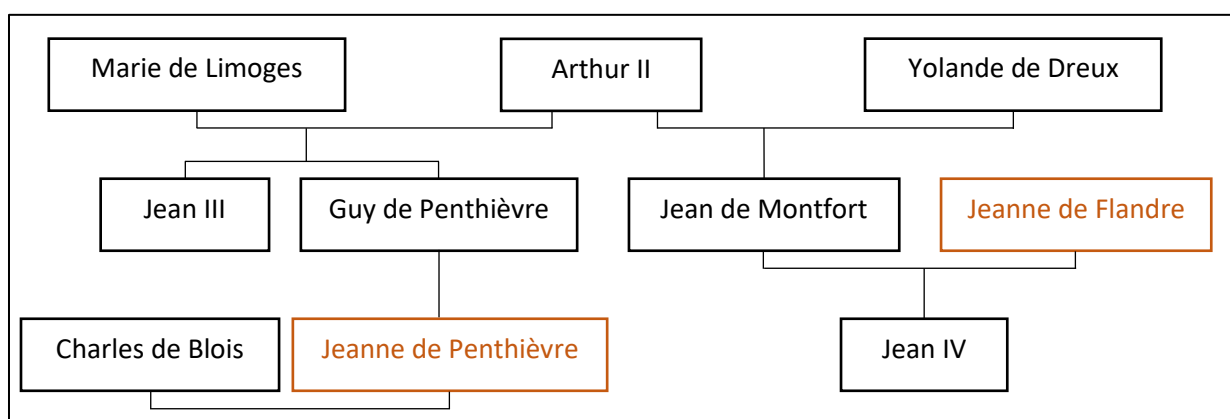 Marie de Limoges
Arthur II
Yolande de Dreux
Jean III
Guy de Penthièvre
Jean de Montfort
Jeanne de Flandre
Charles de Blois
Jeanne de Penthièvre
Jean IV